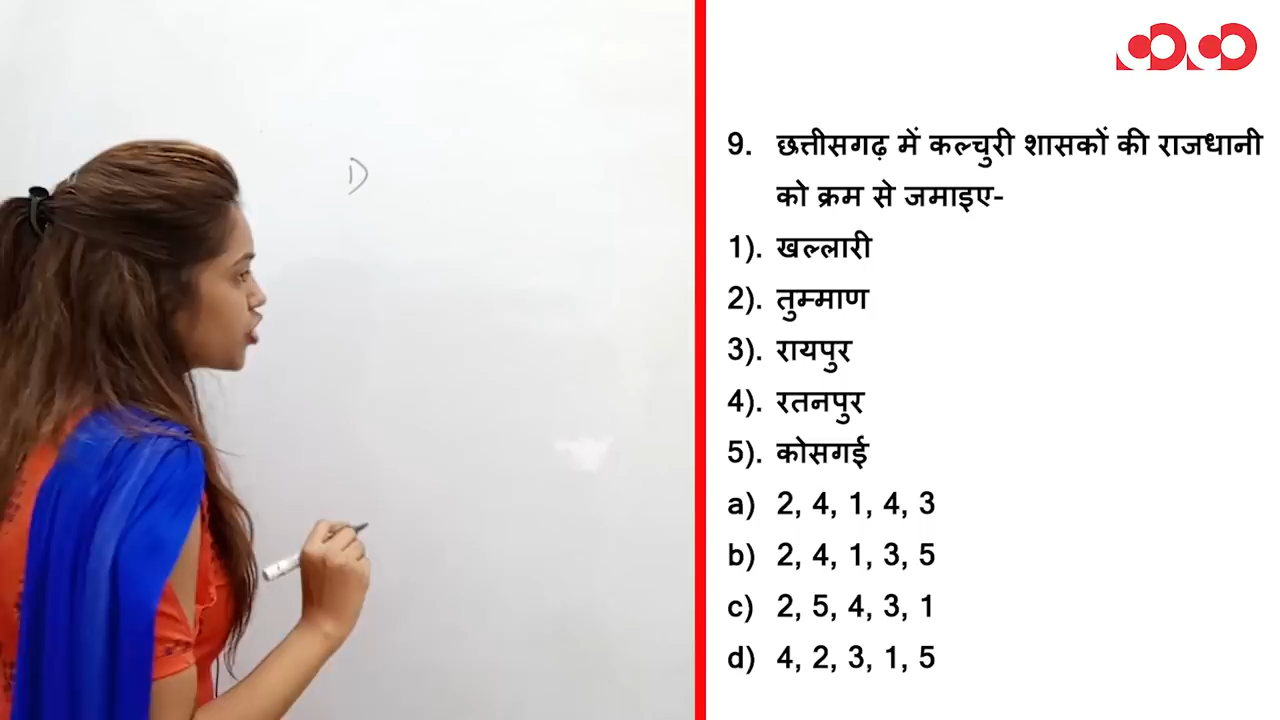 D
9. छत्तीसगढ़ में कल्चुरी शासकों की राजधानी
को क्रम से जमाइए-
1). खल्लारी
2). तुम्माण
3). रायपुर
4). रतनपुर
5). कोसगई
a) 2, 4, 1, 4, 3
b) 2, 4, 1, 3, 5
c) 2, 5, 4, 3, 1
d) 4, 2, 3, 1, 5